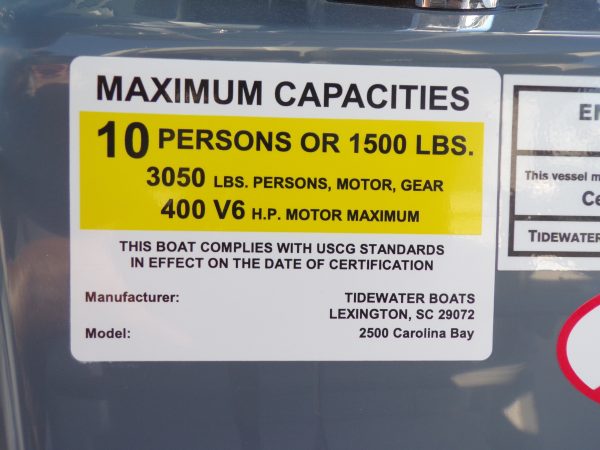 MAXIMUM CAPACITIES
10 PERSONS OR 1500 LBS.
3050 LBS. PERSONS, MOTOR, GEAR
400 V6 H.P. MOTOR MAXIMUM
THIS BOAT COMPLIES WITH USCG STANDARDS
IN EFFECT ON THE DATE OF CERTIFICATION
Manufacturer: TIDEWATER BOATS
LEXINGTON, SC 29072
Model: 2500 Carolina Bay
This vessel
TIDEWATER